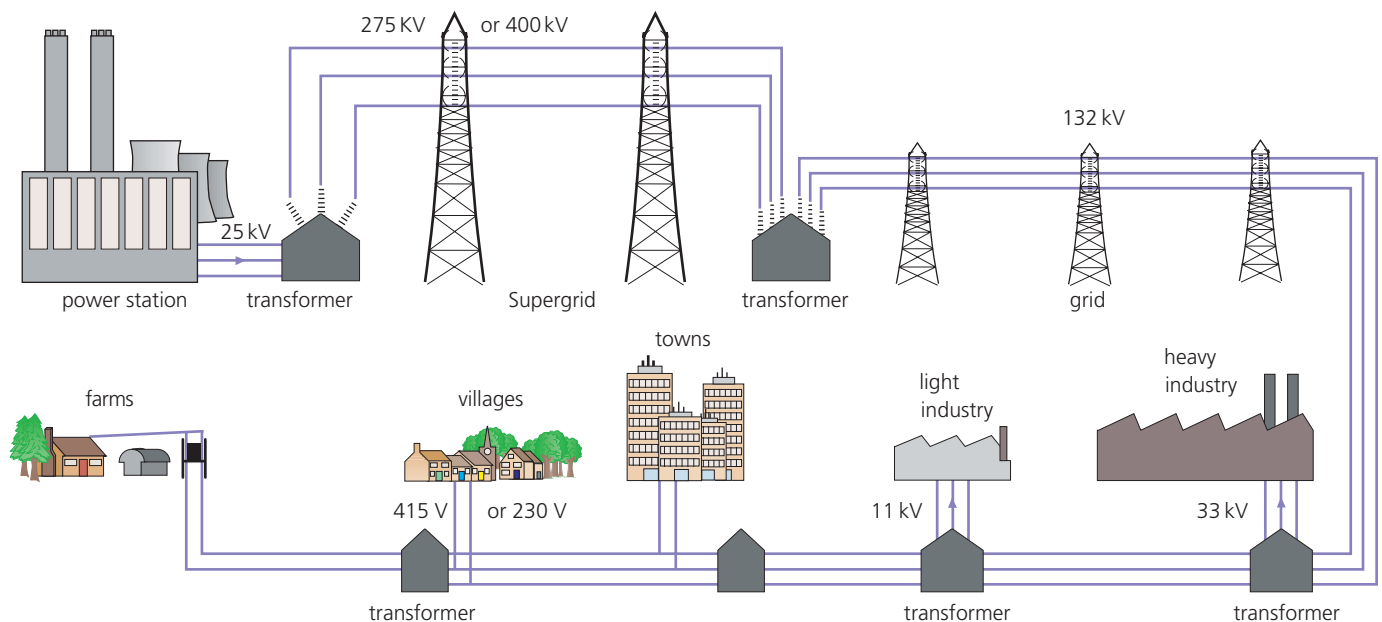 275 KV or 400 kV
132 kV
25 kV
power station
transformer
Supergrid
transformer
grid
farms
villages
towns
light
industry
heavy
industry
415 V or 230 V
11 kV
33 kV
transformer
transformer
transformer